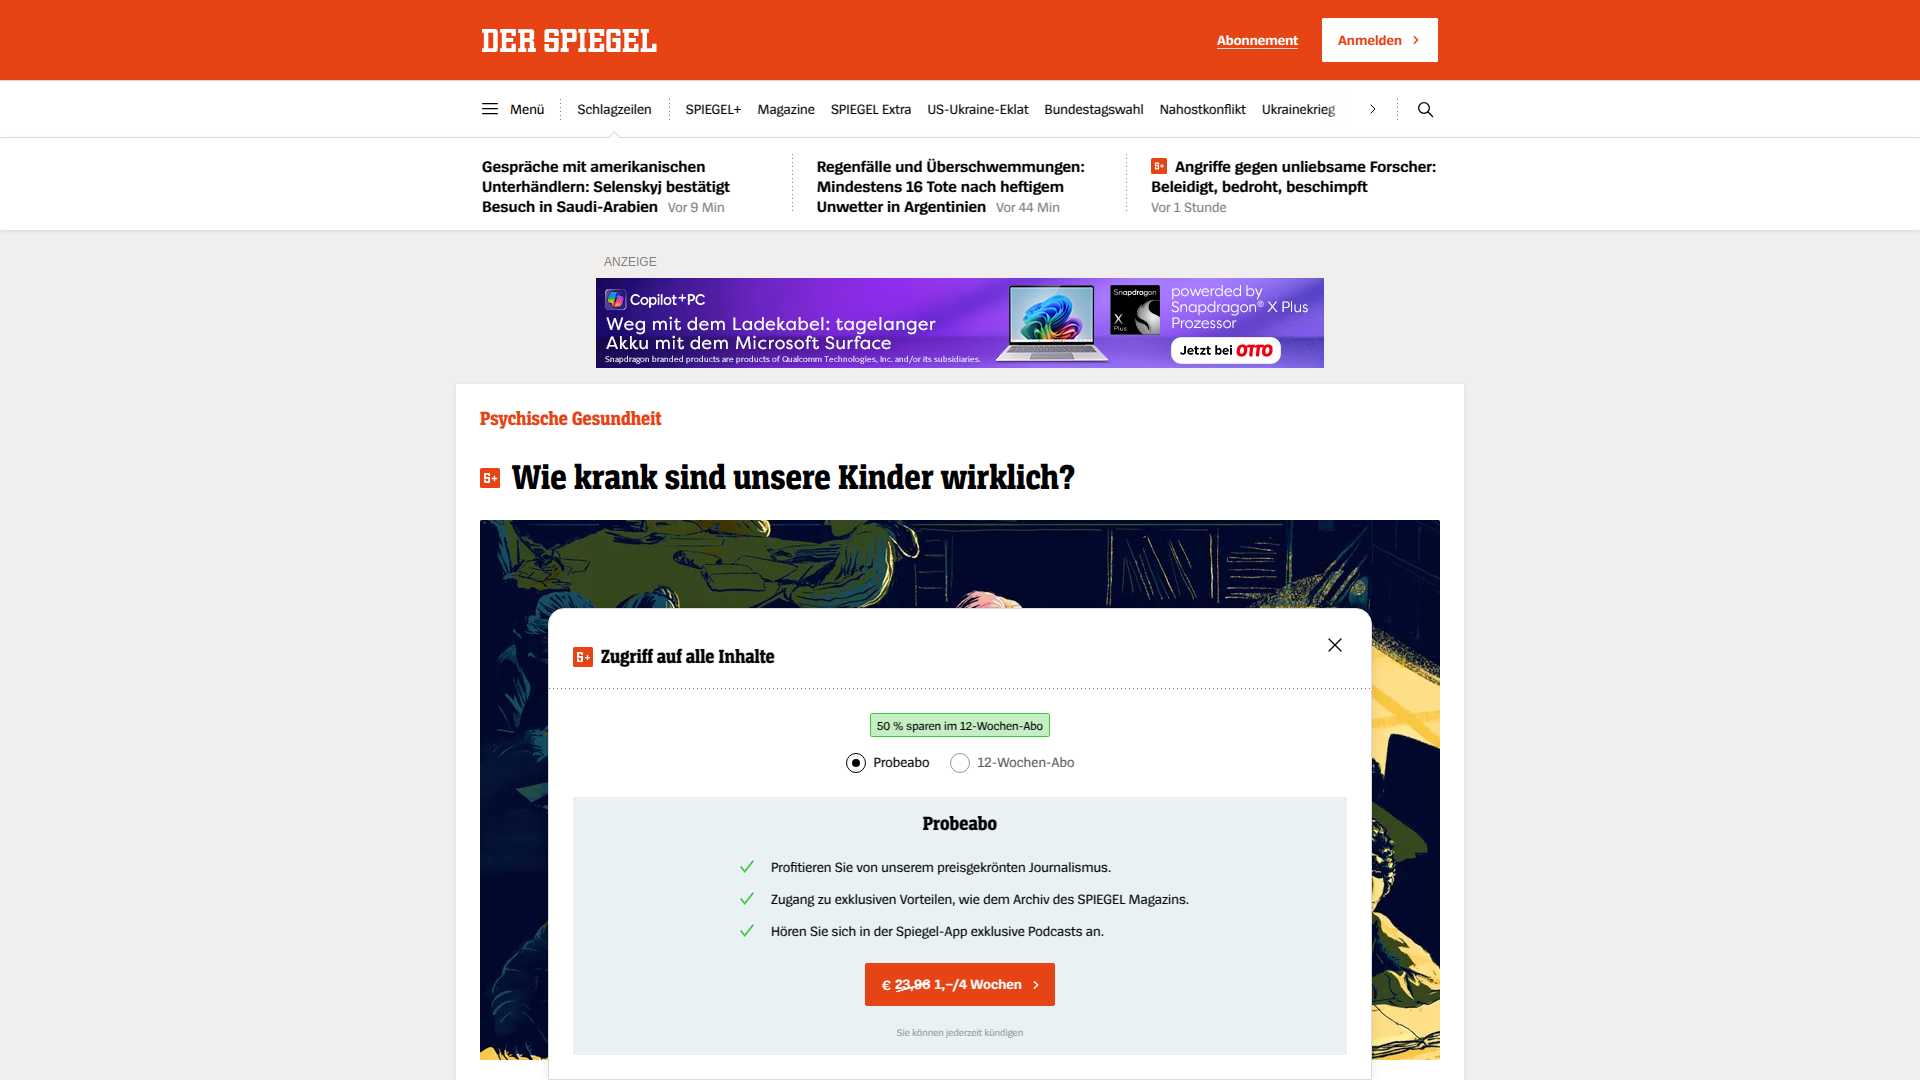 DER SPIEGEL
Abonnement
Anmelden
Menü
Schlagzeilen
SPIEGEL+
Magazine
SPIEGEL Extra
US-Ukraine-Eklat
Bundestagswahl
Nahostkonflikt
Ukrainekrieg
Gespräche mit amerikanischen
Unterhändlern: Selenskyj bestätigt
Besuch in Saudi-Arabien Vor 9 Min
Regenfälle und Überschwemmungen:
Mindestens 16 Tote nach heftigem
Unwetter in Argentinien Vor 44 Min
S+ Angriffe gegen unliebsame Forscher:
Beleidigt, bedroht, beschimpft
Vor 1 Stunde
ANZEIGE
Copilot+PC
Weg mit dem Ladekabel: tagelanger
Akku mit dem Microsoft Surface
Snapdragon branded products are products of Qualcomm Technologies, Inc. and/or its subsidiaries.
Snapdragon
X
Plus
powered by
Snapdragon® X Plus
Prozessor
Jetzt bei OTTO
Psychische Gesundheit
S+ Wie krank sind unsere Kinder wirklich?
S+ Zugriff auf alle Inhalte
50 % sparen im 12-Wochen-Abo
Probeabo
12-Wochen-Abo
Probeabo
Profitieren Sie von unserem preisgekrönten Journalismus.
Zugang zu exklusiven Vorteilen, wie dem Archiv des SPIEGEL Magazins.
Hören Sie sich in der Spiegel-App exklusive Podcasts an.
€ 23,96 1,–/4 Wochen
Sie können jederzeit kündigen